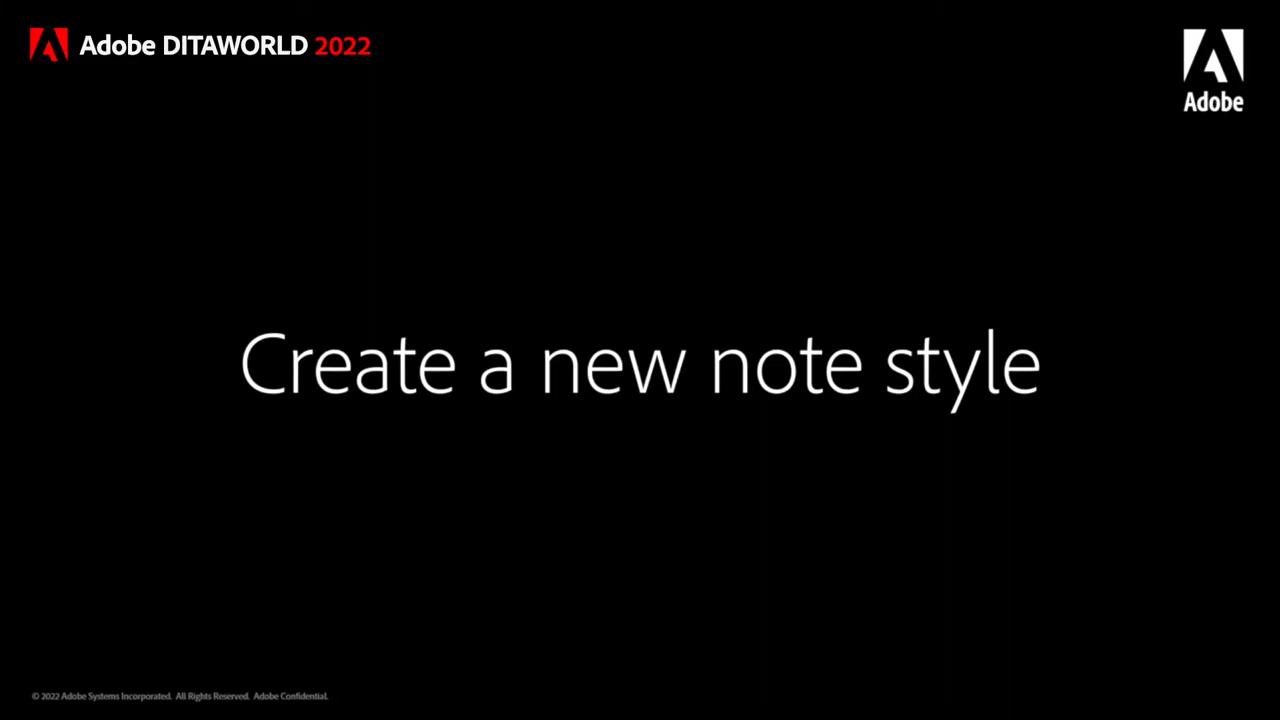 Adobe DITAWORLD 2022
Adobe
Create a new note style
© 2022 Adobe Systems Incorporated. All Rights Reserved. Adobe Confidential.